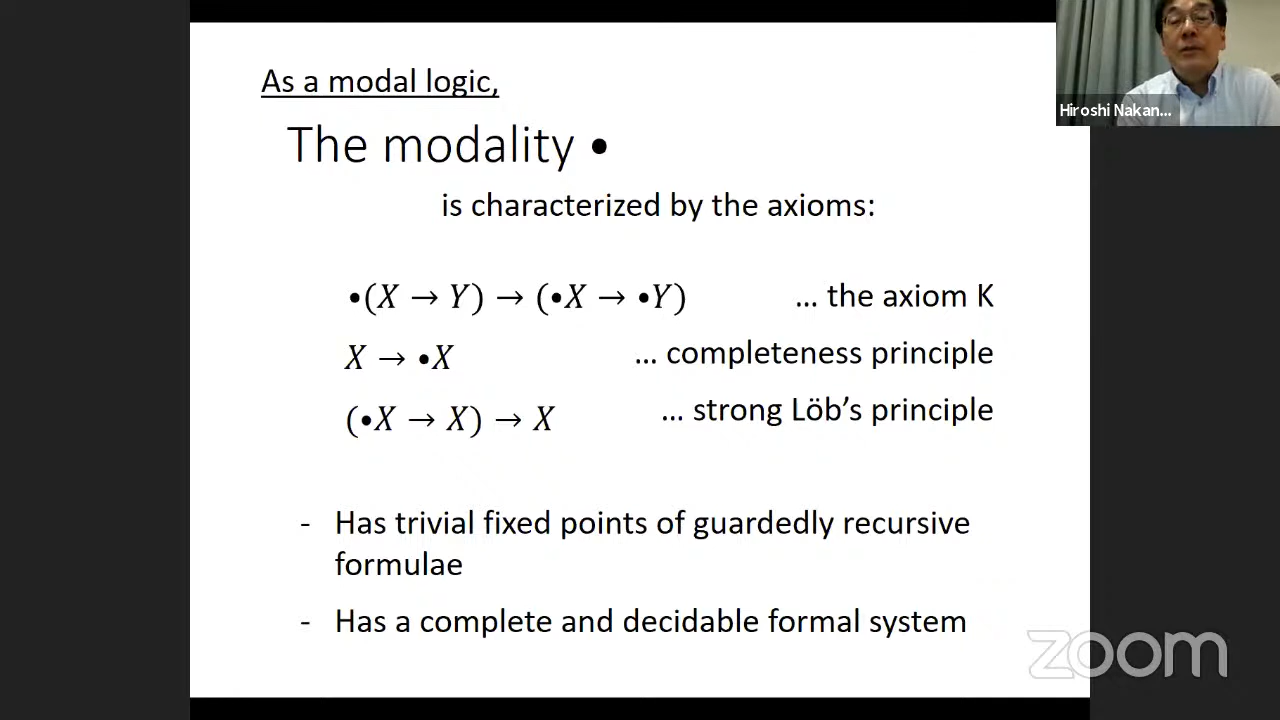 As a modal logic,
Hiroshi Nakan...
The modality •
is characterized by the axioms:
•(X → Y) → (•X → •Y) ... the axiom K
X → •X ... completeness principle
(•X → X) → X ... strong Löb’s principle
- Has trivial fixed points of guardedly recursive
formulae
- Has a complete and decidable formal system
zoom